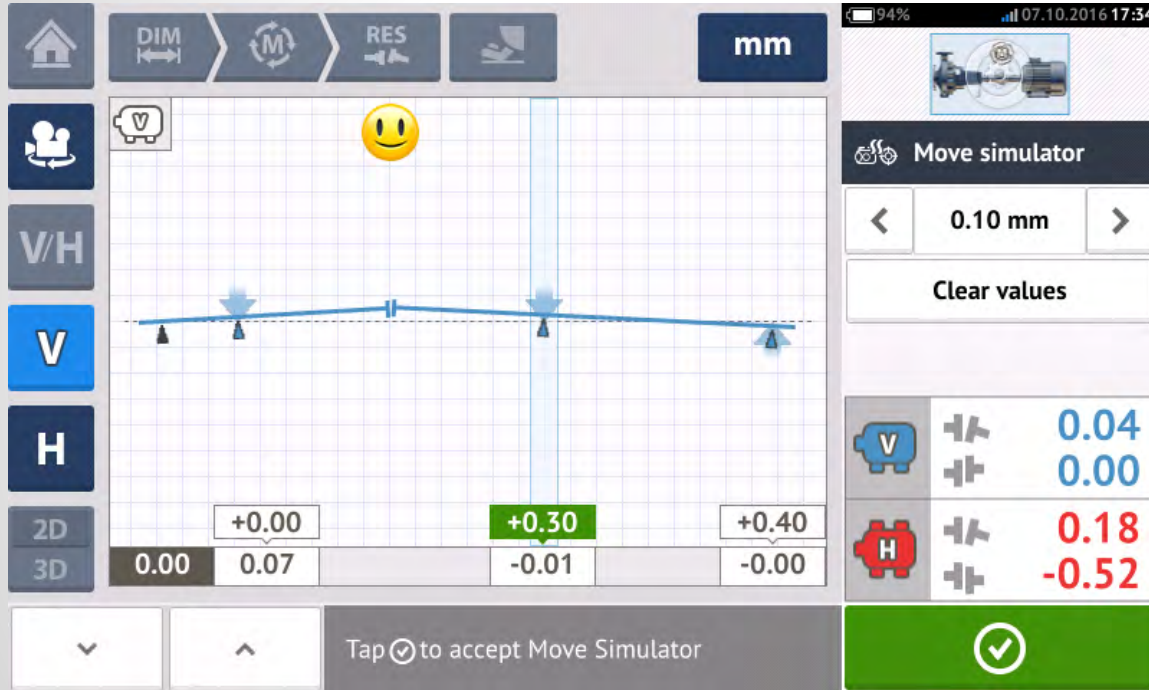 94%
07.10.2016 17:34
DIM
M
RES
mm
V
Move simulator
V/H
0.10 mm
Clear values
V
H
V
0.04
0.00
H
0.18
-0.52
2D
3D
+0.00
+0.30
+0.40
0.00
0.07
-0.01
-0.00
Tap to accept Move Simulator